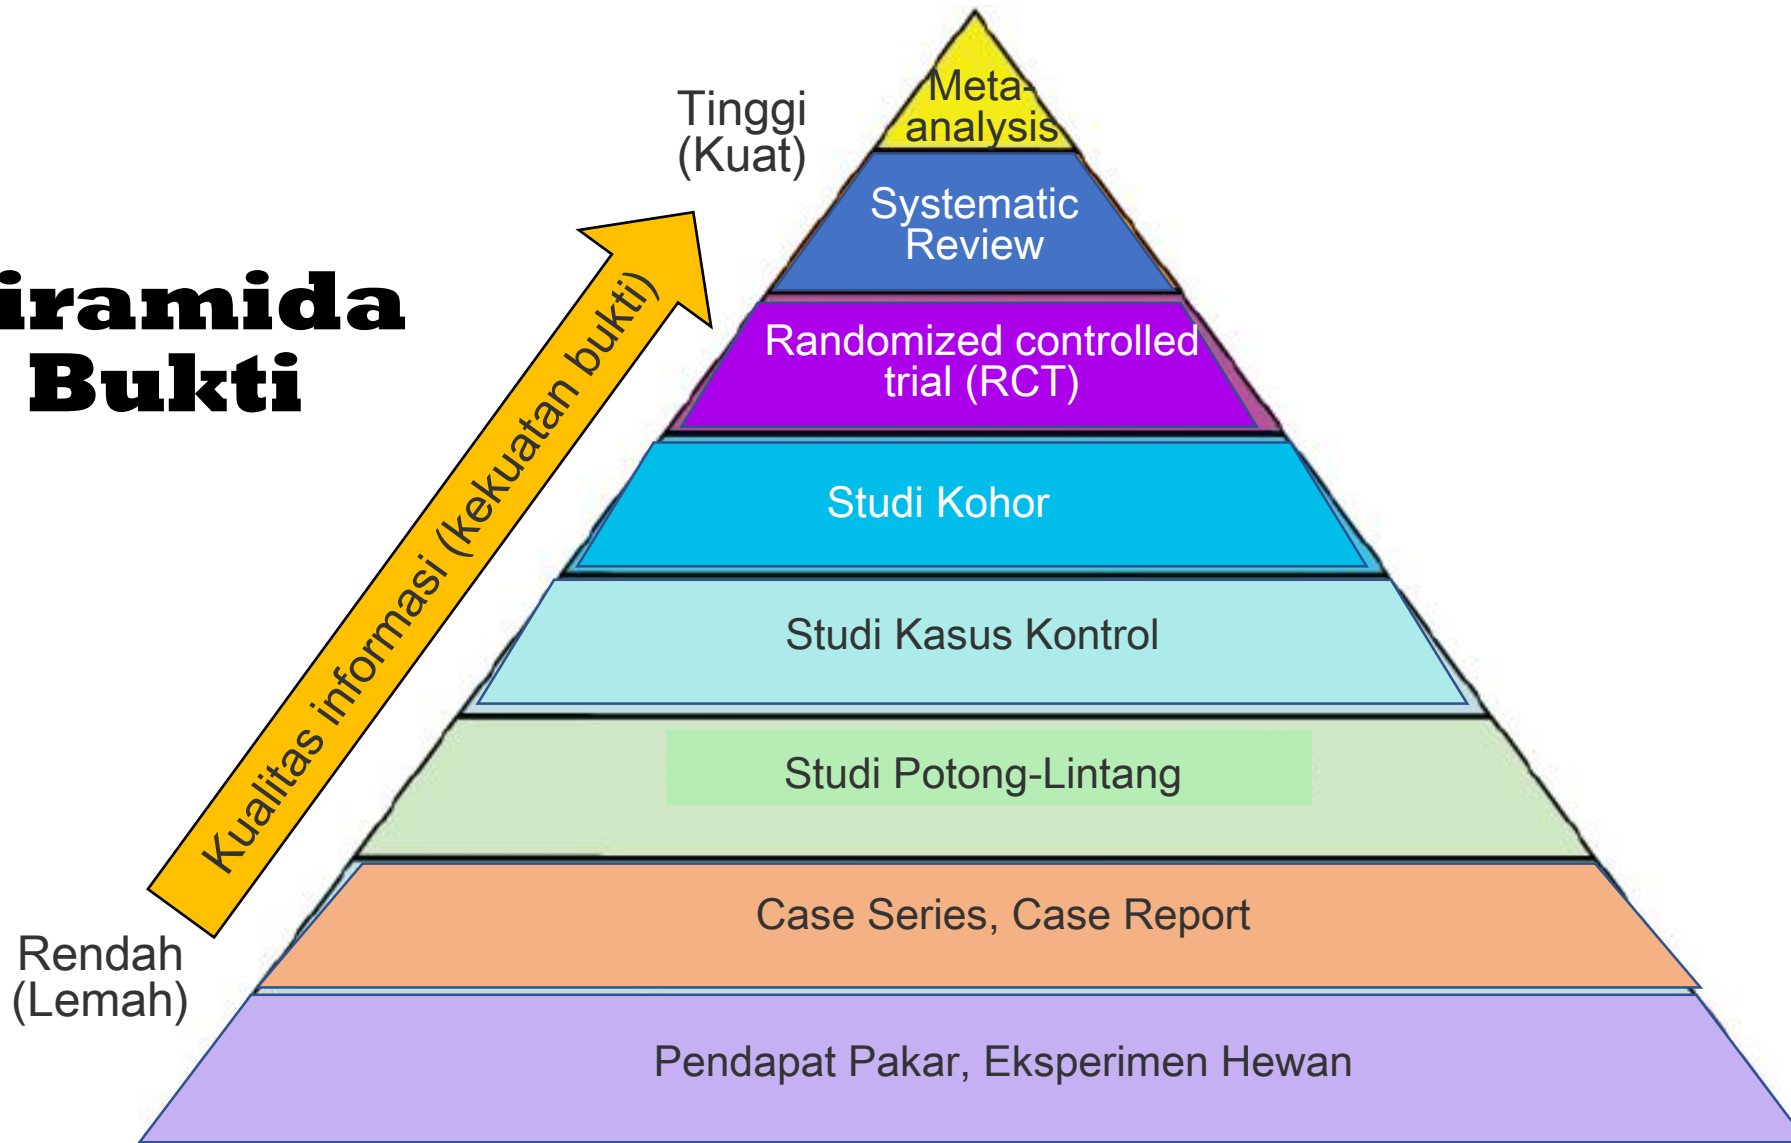 iramida
Bukti
Tinggi
(Kuat)
Kualitas informasi (kekuatan bukti)
Rendah
(Lemah)
Meta-
analysis
Systematic
Review
Randomized controlled
trial (RCT)
Studi Kohor
Studi Kasus Kontrol
Studi Potong-Lintang
Case Series, Case Report
Pendapat Pakar, Eksperimen Hewan